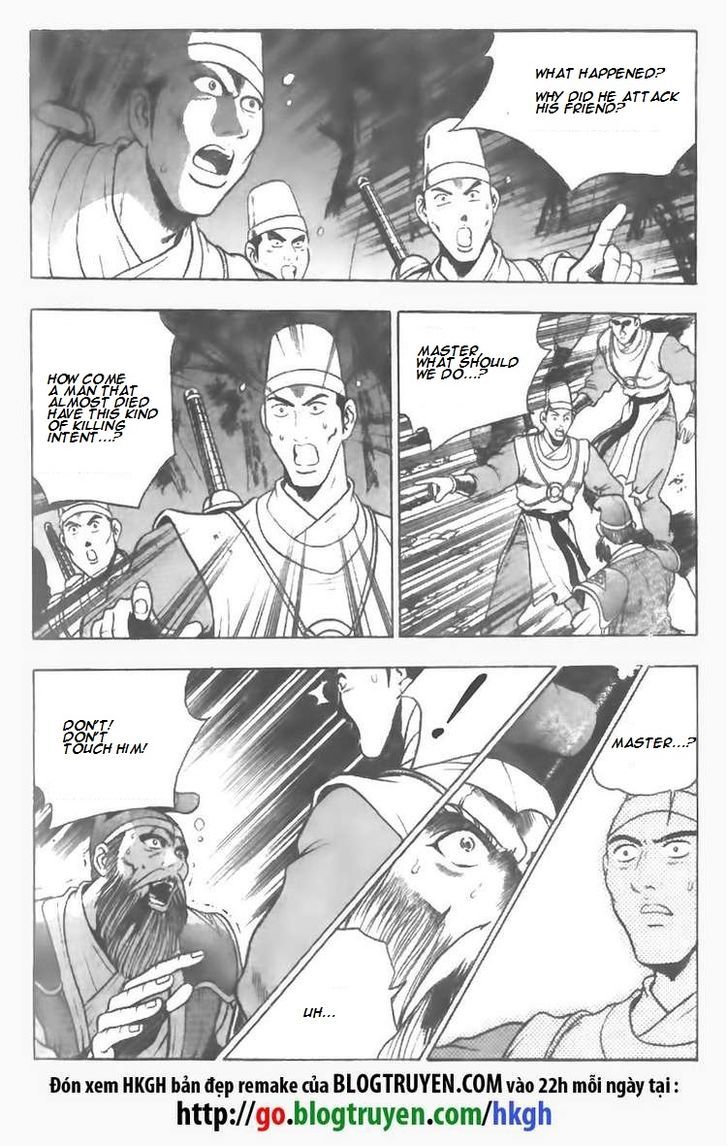 WHAT HAPPENED?
WHY DID HE ATTACK
HIS FRIEND?
HOW COME
A MAN THAT
ALMOST DIED
HAVE THIS KIND
OF KILLING
INTENT...?
MASTER
WHAT SHOULD
WE DO...?
DON'T!
DON'T
TOUCH HIM!
!
MASTER...?
UH...
Đón xem HKGH bản đẹp remake của BLOGTRUYEN.COM vào 22h mỗi ngày tại :
http://go.blogtruyen.com/hkgh